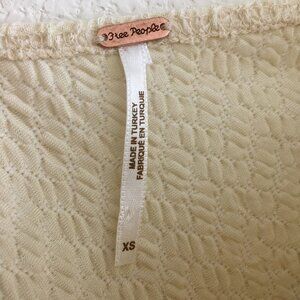 Free People
MADE IN TURKEY
FABRIQUÉ EN TURQUIE
XS